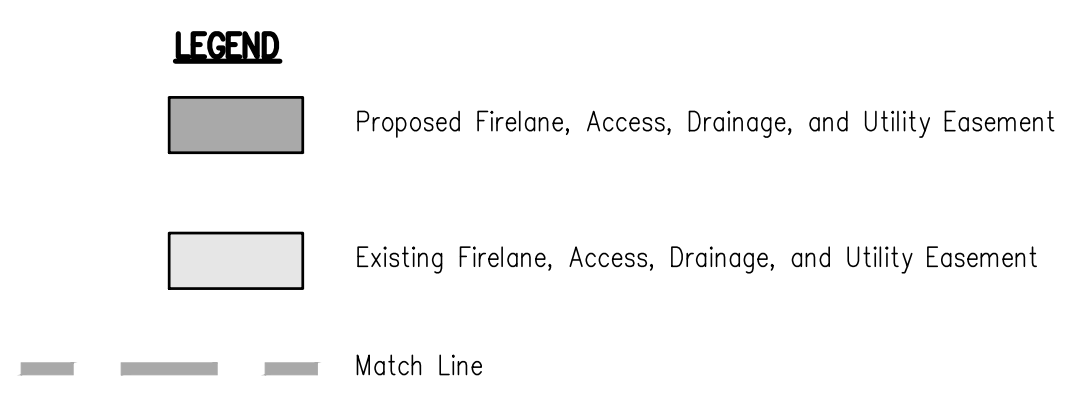 LEGEND
Proposed Firelane, Access, Drainage, and Utility Easement
Existing Firelane, Access, Drainage, and Utility Easement
Match Line